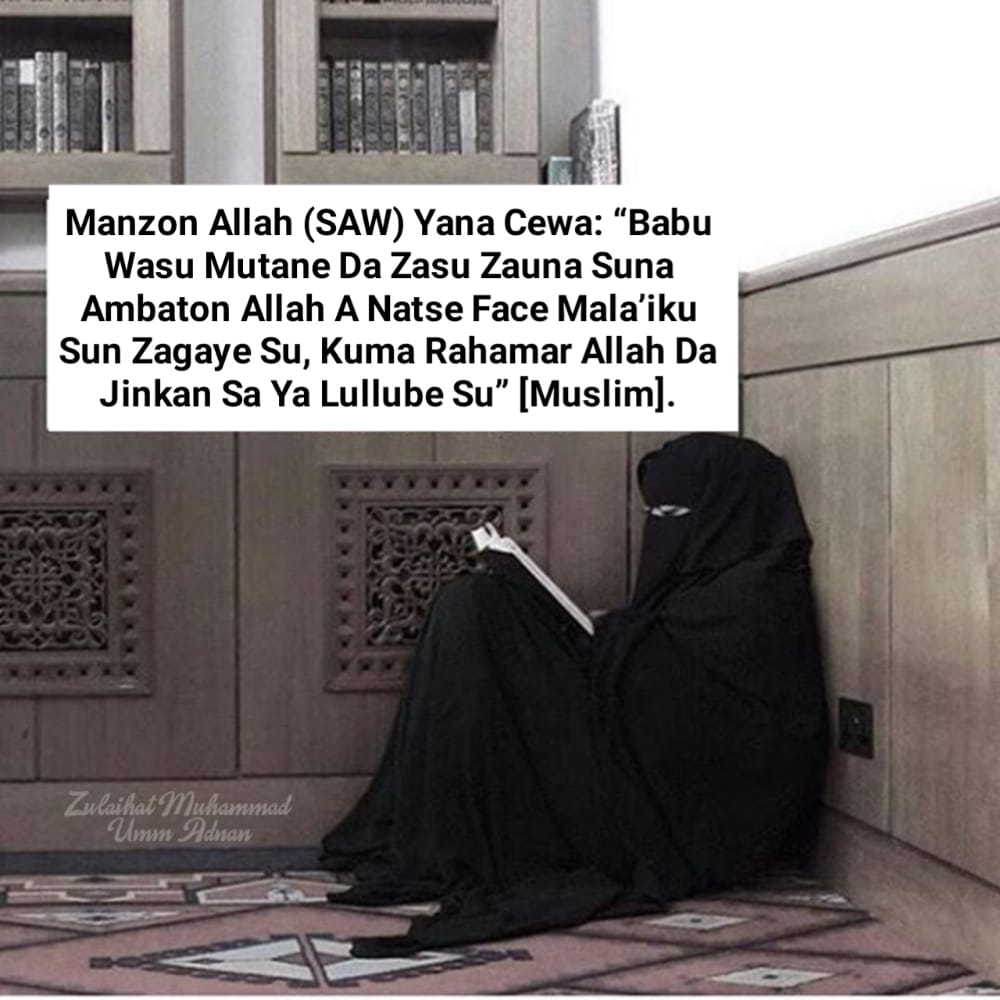 Manzon Allah (SAW) Yana Cewa: “Babu
Wasu Mutane Da Zasu Zauna Suna
Ambaton Allah A Natse Face Mala’iku
Sun Zagaye Su, Kuma Rahamar Allah Da
Jinkan Sa Ya Lullube Su” [Muslim].
Zulaihat Muhammad
Umm Adnan